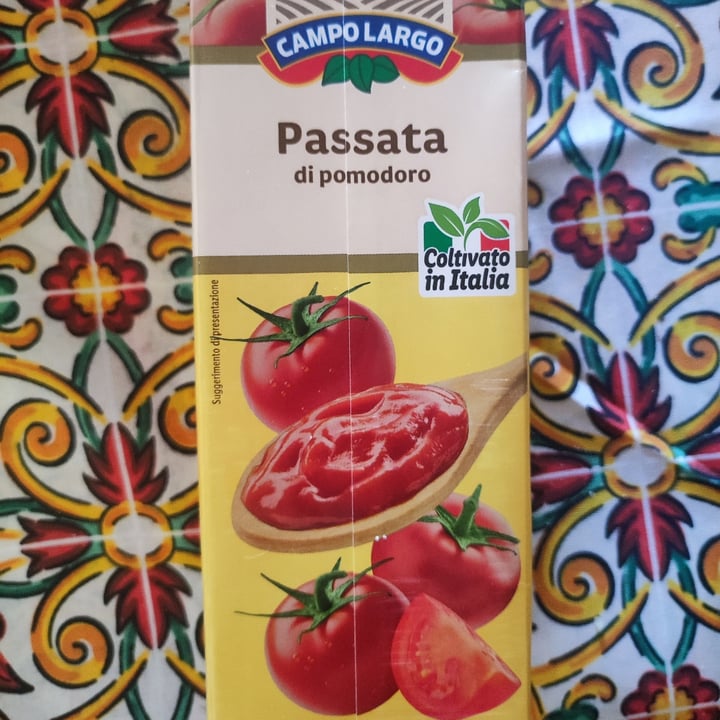 CAMPO LARGO
Passata
di pomodoro
Coltivato
in Italia
Suggerimento di presentazione